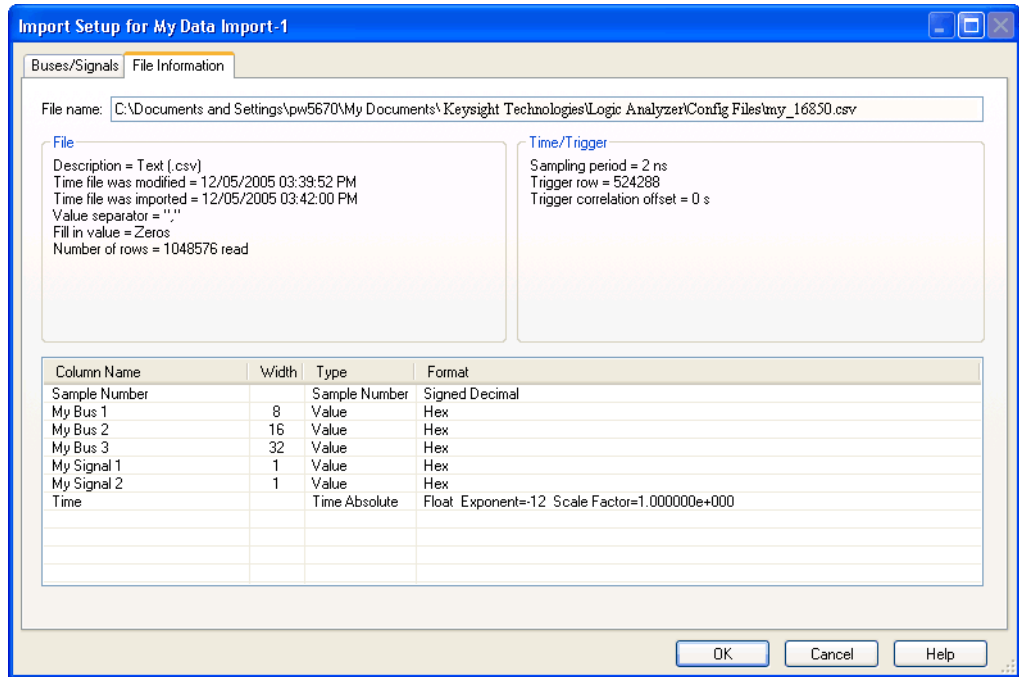 Import Setup for My Data Import-1
Buses/Signals File Information
File name: C:\Documents and Settings\pw5670\My Documents\ Keysight Technologies\Logic Analyzer\Config Files\my_16850.csv
File
Description = Text (.csv)
Time file was modified = 12/05/2005 03:39:52 PM
Time file was imported = 12/05/2005 03:42:00 PM
Value separator = ","
Fill in value = Zeros
Number of rows = 1048576 read
Time/Trigger
Sampling period = 2 ns
Trigger row = 524288
Trigger correlation offset = 0 s
Column Name Width Type Format
Sample Number Sample Number Signed Decimal
My Bus 1 8 Value Hex
My Bus 2 16 Value Hex
My Bus 3 32 Value Hex
My Signal 1 1 Value Hex
My Signal 2 1 Value Hex
Time Time Absolute Float Exponent=-12 Scale Factor=1.000000e+000
OK Cancel Help